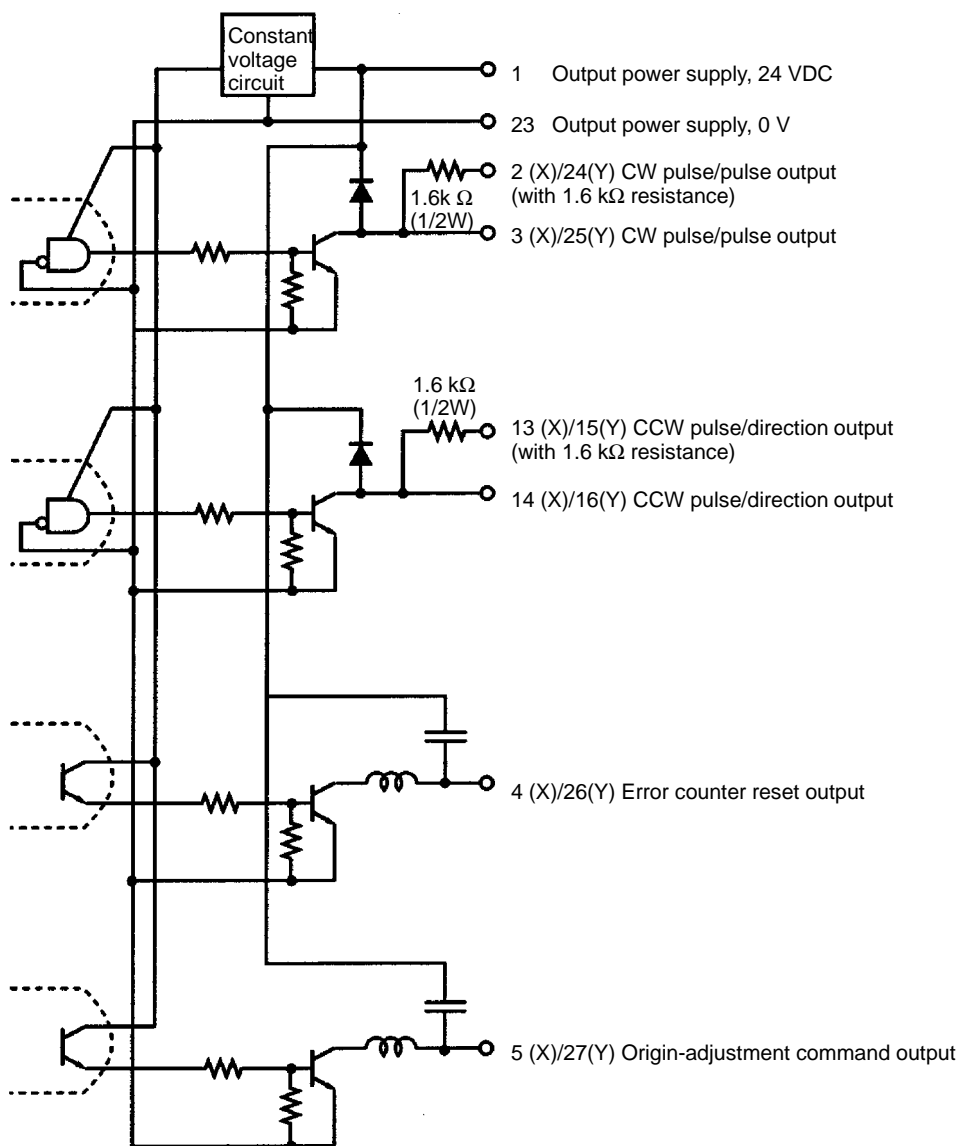 Constant
voltage
circuit
1 Output power supply, 24 VDC
23 Output power supply, 0 V
2 (X)/24(Y) CW pulse/pulse output
(with 1.6 kΩ resistance)
1.6k Ω
(1/2W)
3 (X)/25(Y) CW pulse/pulse output
1.6 kΩ
(1/2W)
13 (X)/15(Y) CCW pulse/direction output
(with 1.6 kΩ resistance)
14 (X)/16(Y) CCW pulse/direction output
4 (X)/26(Y) Error counter reset output
5 (X)/27(Y) Origin-adjustment command output